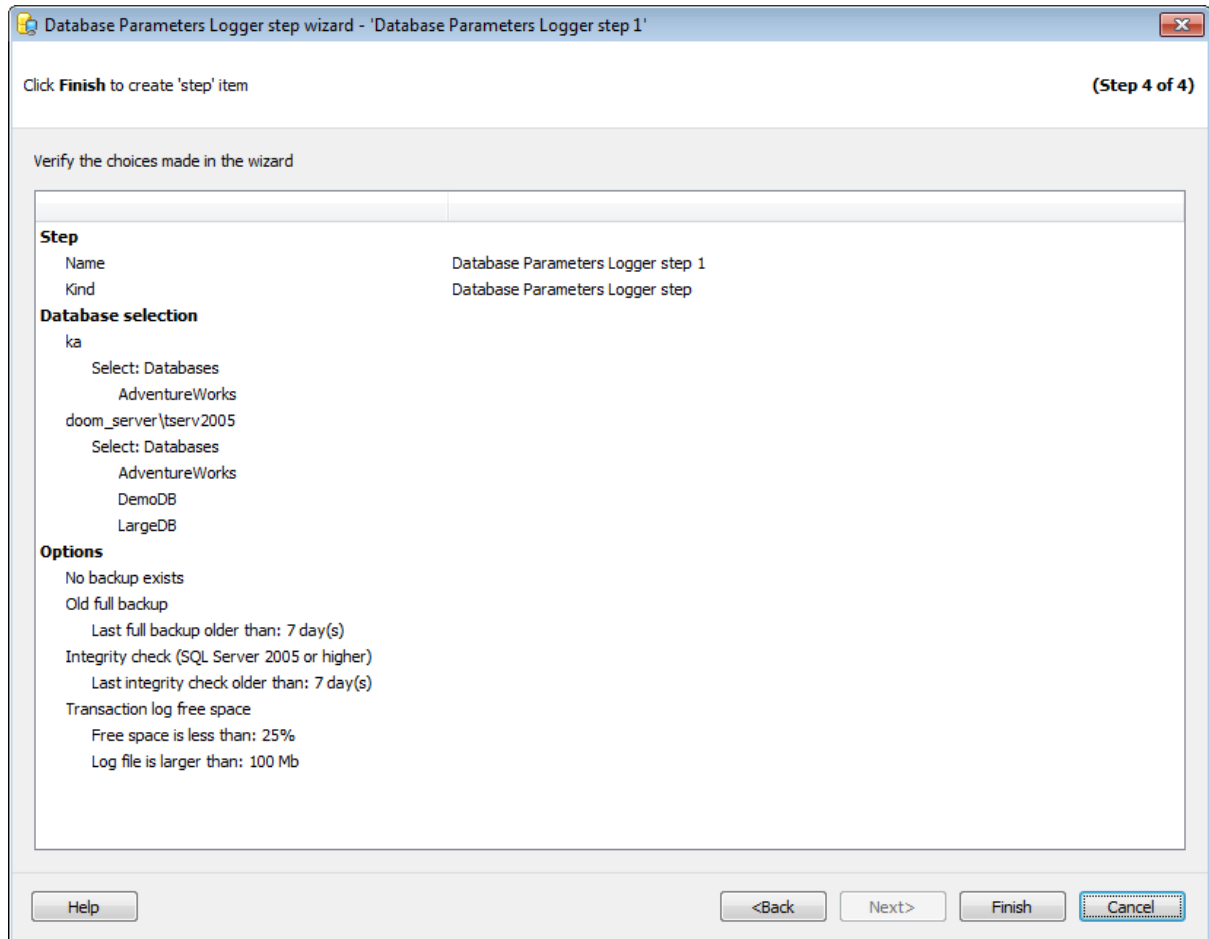 Database Parameters Logger step wizard - 'Database Parameters Logger step 1'
Click Finish to create 'step' item
(Step 4 of 4)
Verify the choices made in the wizard
Step
Name Database Parameters Logger step 1
Kind Database Parameters Logger step
Database selection
ka
Select: Databases
AdventureWorks
doom_server\tserv2005
Select: Databases
AdventureWorks
DemoDB
LargeDB
Options
No backup exists
Old full backup
Last full backup older than: 7 day(s)
Integrity check (SQL Server 2005 or higher)
Last integrity check older than: 7 day(s)
Transaction log free space
Free space is less than: 25%
Log file is larger than: 100 Mb
Help <Back Next> Finish Cancel